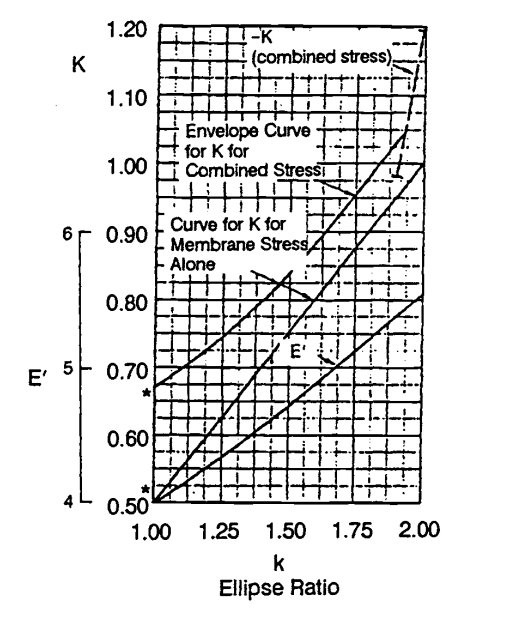 1.20
-K
(combined stress)
K
1.10
Envelope Curve
for K for
Combined Stress
1.00
Curve for K for
Membrane Stress
Alone
6
0.90
0.80
E'
5
0.70
E'
*
0.60
*
4
0.50
1.00 1.25 1.50 1.75 2.00
k
Ellipse Ratio